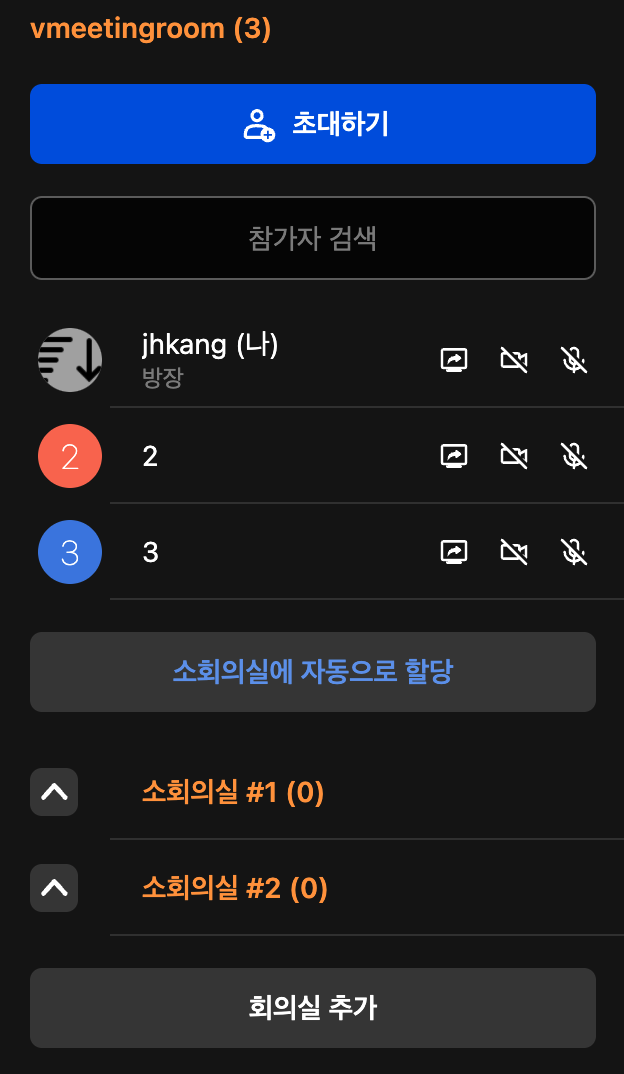 vmeetingroom (3)
초대하기
참가자 검색
jhkang (나)
방장
2 2
3 3
소회의실에 자동으로 할당
소회의실 #1 (0)
소회의실 #2 (0)
회의실 추가